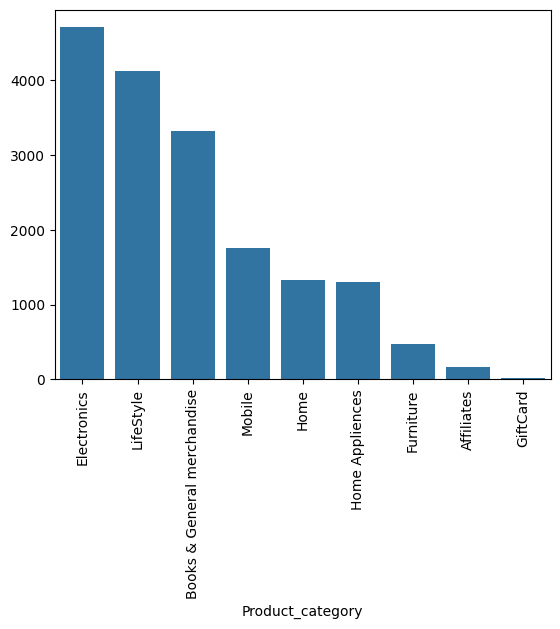 4000
3000
2000
1000
0
Electronics
LifeStyle
Books & General merchandise
Mobile
Home
Home Appliences
Furniture
Affiliates
GiftCard
Product_category